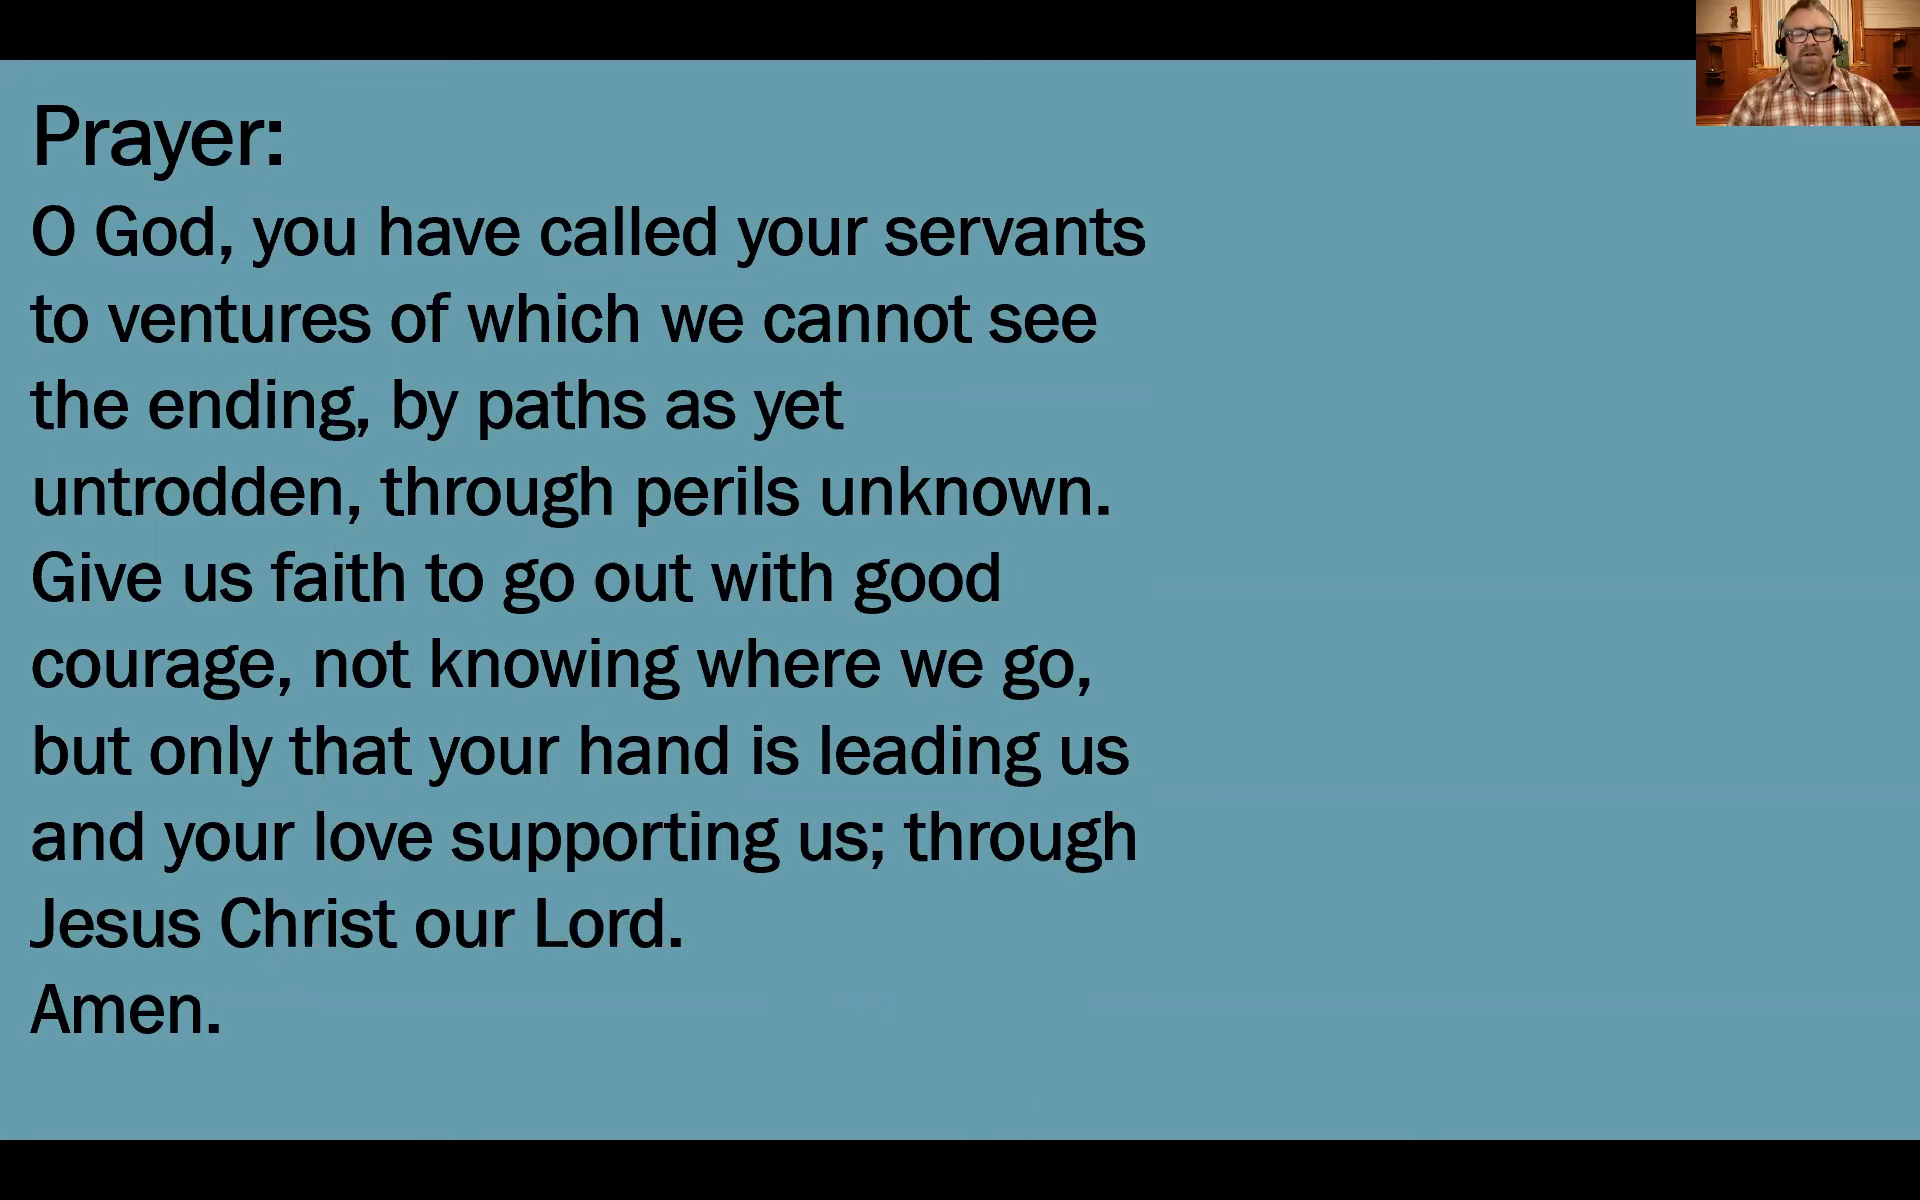 Prayer:
O God, you have called your servants
to ventures of which we cannot see
the ending, by paths as yet
untrodden, through perils unknown.
Give us faith to go out with good
courage, not knowing where we go,
but only that your hand is leading us
and your love supporting us; through
Jesus Christ our Lord.
Amen.